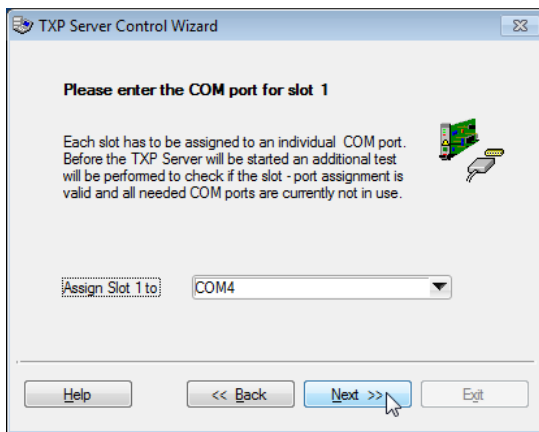 TXP Server Control Wizard
Please enter the COM port for slot 1
Each slot has to be assigned to an individual COM port.
Before the TXP Server will be started an additional test
will be performed to check if the slot - port assignment is
valid and all needed COM ports are currently not in use.
Assign Slot 1 to COM4
Help << Back Next >> Exit